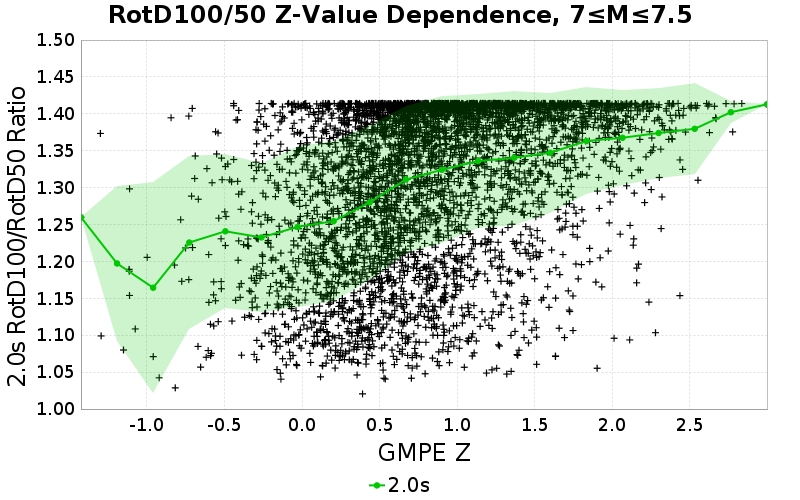 RotD100/50 Z-Value Dependence, 7≤M≤7.5
2.0s RotD100/RotD50 Ratio
1.50
1.45
1.40
1.35
1.30
1.25
1.20
1.15
1.10
1.05
1.00
-1.0 -0.5 0.0 0.5 1.0 1.5 2.0 2.5
GMPE Z
2.0s